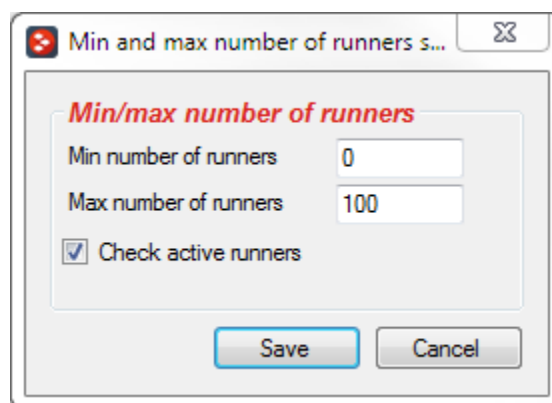 Min and max number of runners s...
Min/max number of runners
Min number of runners 0
Max number of runners 100
Check active runners
Save Cancel